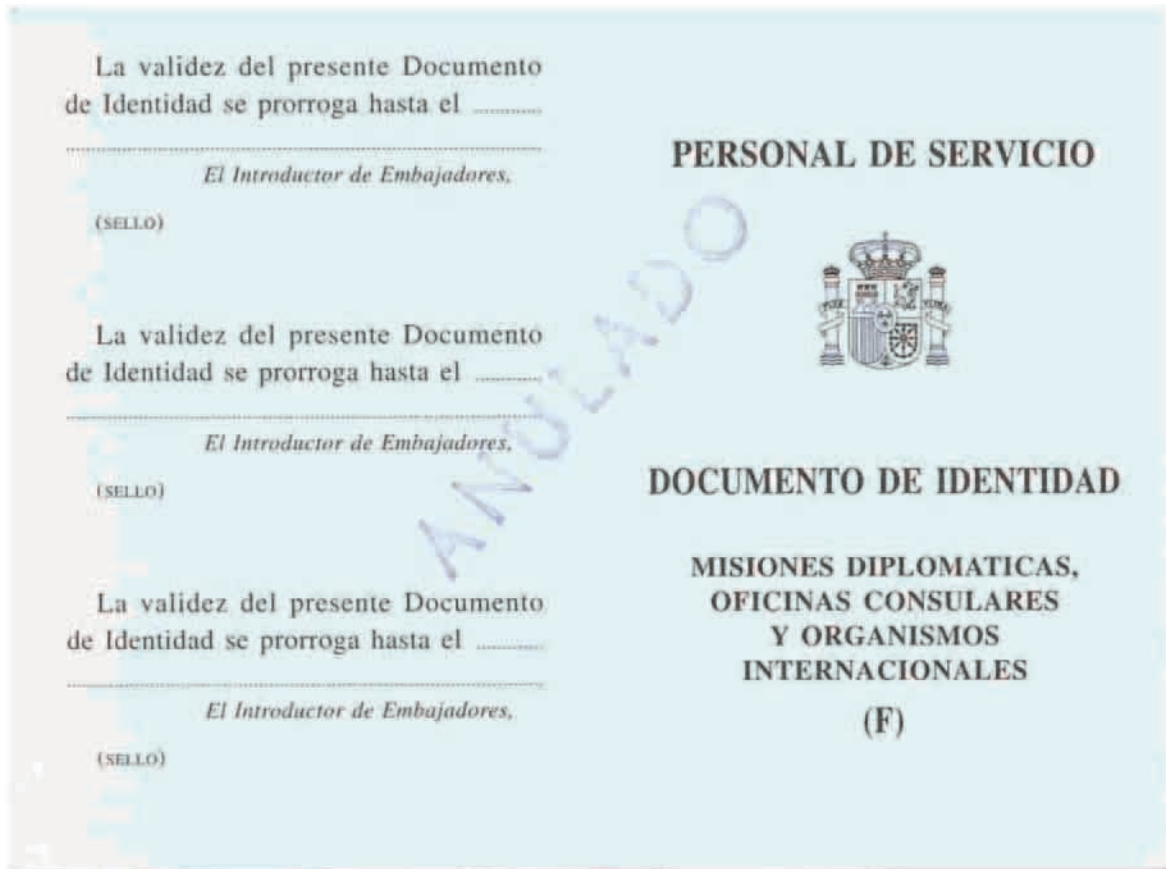 La validez del presente Documento
de Identidad se prorroga hasta el ............
El Introductor de Embajadores,
(SELLO)
La validez del presente Documento
de Identidad se prorroga hasta el ............
El Introductor de Embajadores,
(SELLO)
La validez del presente Documento
de Identidad se prorroga hasta el ............
El Introductor de Embajadores,
(SELLO)
ANULADO
PERSONAL DE SERVICIO
DOCUMENTO DE IDENTIDAD
MISIONES DIPLOMATICAS,
OFICINAS CONSULARES
Y ORGANISMOS
INTERNACIONALES
(F)